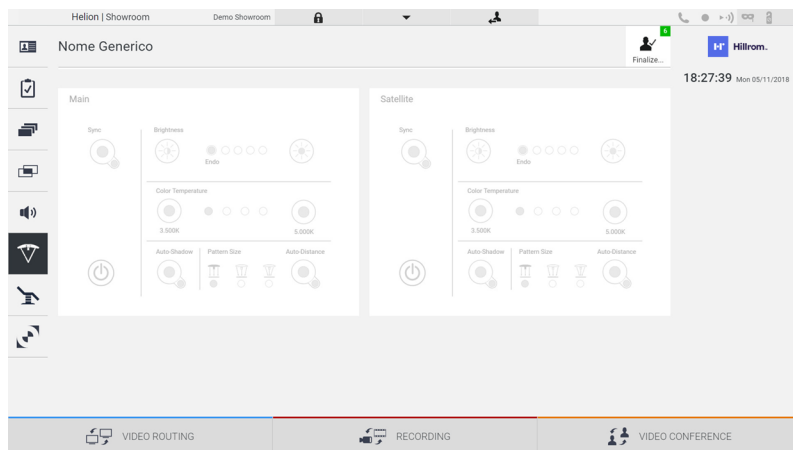 Helion | Showroom
Demo Showroom
Nome Generico
6
Finalize...
Hillrom.
18:27:39 Mon 05/11/2018
Main
Sync
Brightness
Endo
Color Temperature
3.500K
5.000K
Auto-Shadow
Pattern Size
Auto-Distance
Satellite
Sync
Brightness
Endo
Color Temperature
3.500K
5.000K
Auto-Shadow
Pattern Size
Auto-Distance
VIDEO ROUTING
RECORDING
VIDEO CONFERENCE